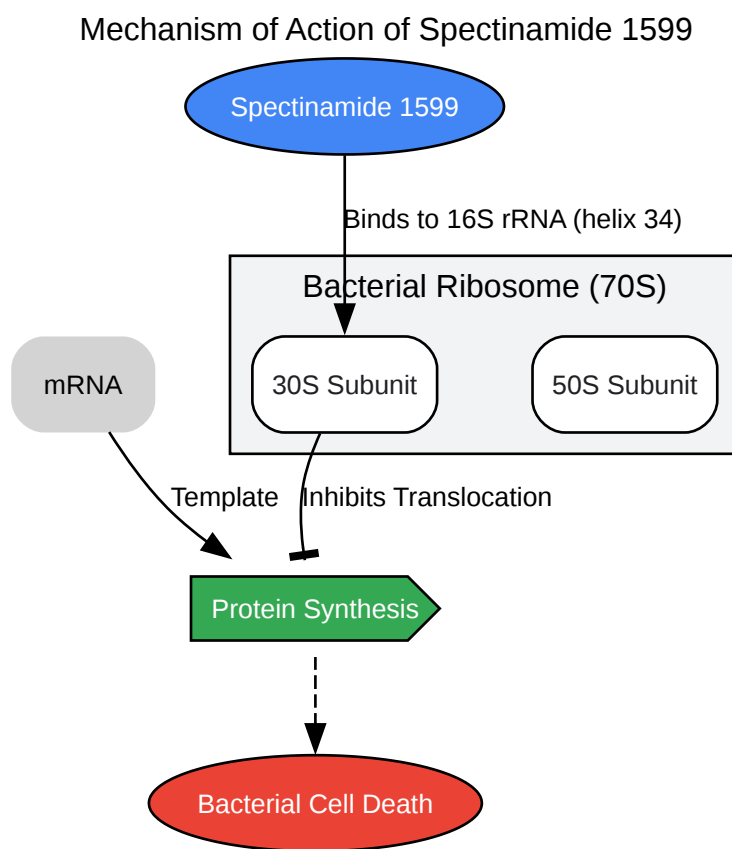 Mechanism of Action of Spectinamide 1599
Spectinamide 1599
Binds to 16S rRNA (helix 34)
Bacterial Ribosome (70S)
mRNA
30S Subunit
50S Subunit
Template
Inhibits Translocation
Protein Synthesis
Bacterial Cell Death